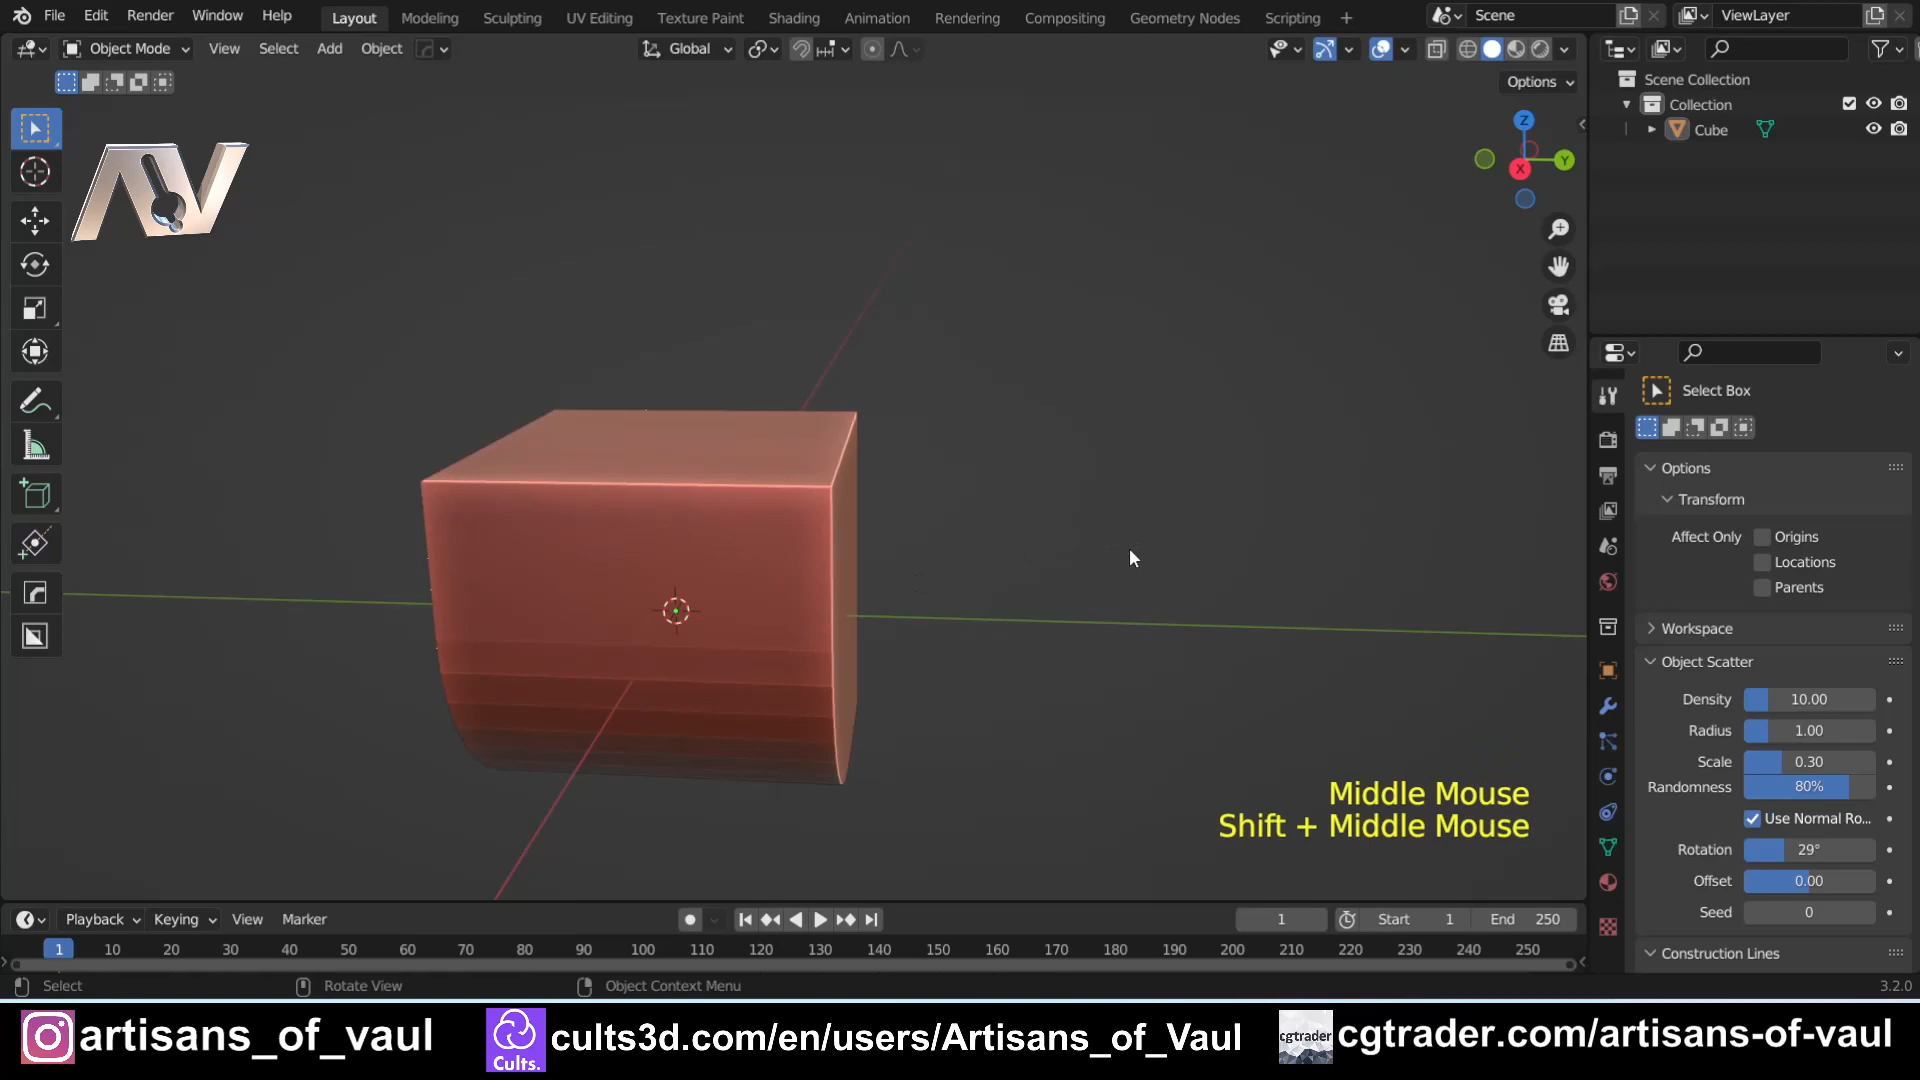 File Edit Render Window Help Layout Modeling Sculpting UV Editing Texture Paint Shading Animation Rendering Compositing Geometry Nodes Scripting + Scene ViewLayer
Object Mode View Select Add Object Global
Options
Z
Y
X
Scene Collection
Collection
Cube
Select Box
Options
Transform
Affect Only Origins
Locations
Parents
Workspace
Object Scatter
Density 10.00
Radius 1.00
Scale 0.30
Randomness 80%
Use Normal Ro...
Rotation 29°
Offset 0.00
Seed 0
Construction Lines
Middle Mouse
Shift + Middle Mouse
Playback Keying View Marker 1 Start 1 End 250
1 10 20 30 40 50 60 70 80 90 100 110 120 130 140 150 160 170 180 190 200 210 220 230 240 250
Select Rotate View Object Context Menu 3.2.0
artisans_of_vaul Cults. cults3d.com/en/users/Artisans_of_Vaul cgtrader cgtrader.com/artisans-of-vaul